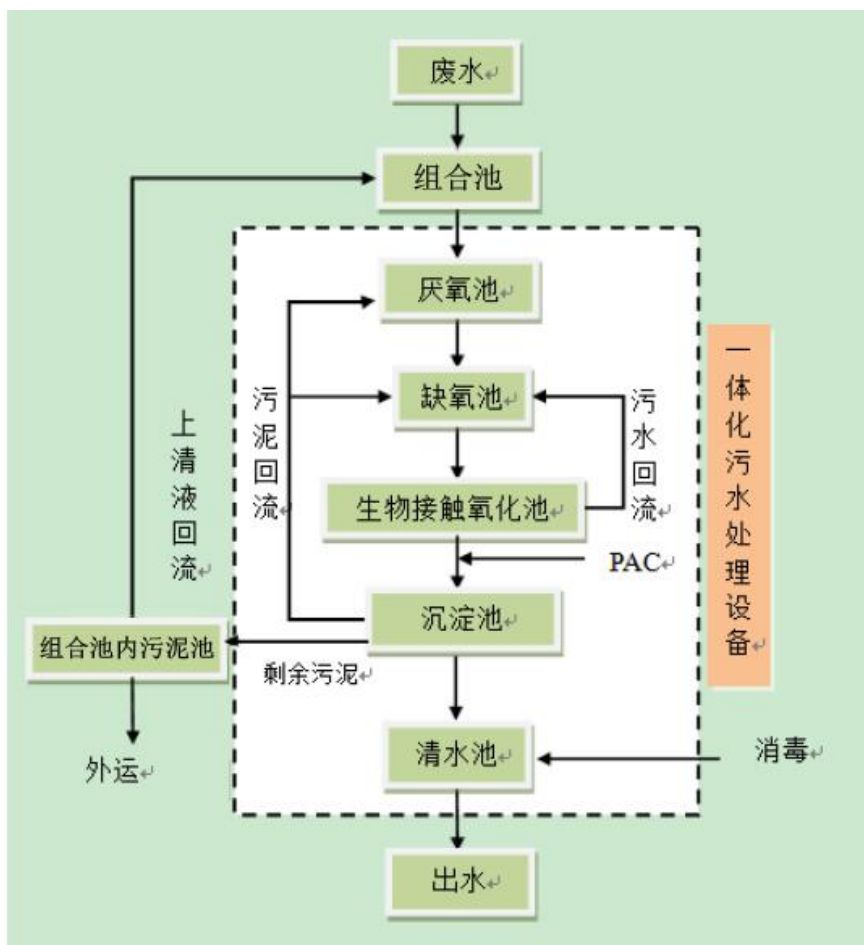 废水
组合池
厌氧池
缺氧池
污泥回流
污水回流
上清液回流
生物接触氧化池
PAC
一体化污水处理设备
沉淀池
组合池内污泥池
剩余污泥
清水池
消毒
外运
出水